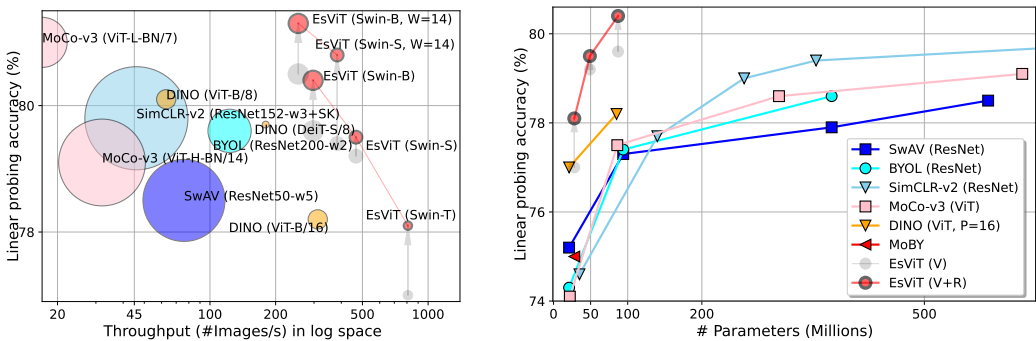 Linear probing accuracy (%)
80
78
MoCo-v3 (ViT-L-BN/7)
EsViT (Swin-B, W=14)
EsViT (Swin-S, W=14)
EsViT (Swin-B)
DINO (ViT-B/8)
SimCLR-v2 (ResNet152-w3+SK)
DINO (DeiT-S/8)
BYOL (ResNet200-w2)
EsViT (Swin-S)
MoCo-v3 (ViT-H-BN/14)
SwAV (ResNet50-w5)
EsViT (Swin-T)
DINO (ViT-B/16)
20 45 100 200 500 1000
Throughput (#Images/s) in log space
Linear probing accuracy (%)
80
78
76
74
SwAV (ResNet)
BYOL (ResNet)
SimCLR-v2 (ResNet)
MoCo-v3 (ViT)
DINO (ViT, P=16)
MoBY
EsViT (V)
EsViT (V+R)
0 50 100 200 500
# Parameters (Millions)